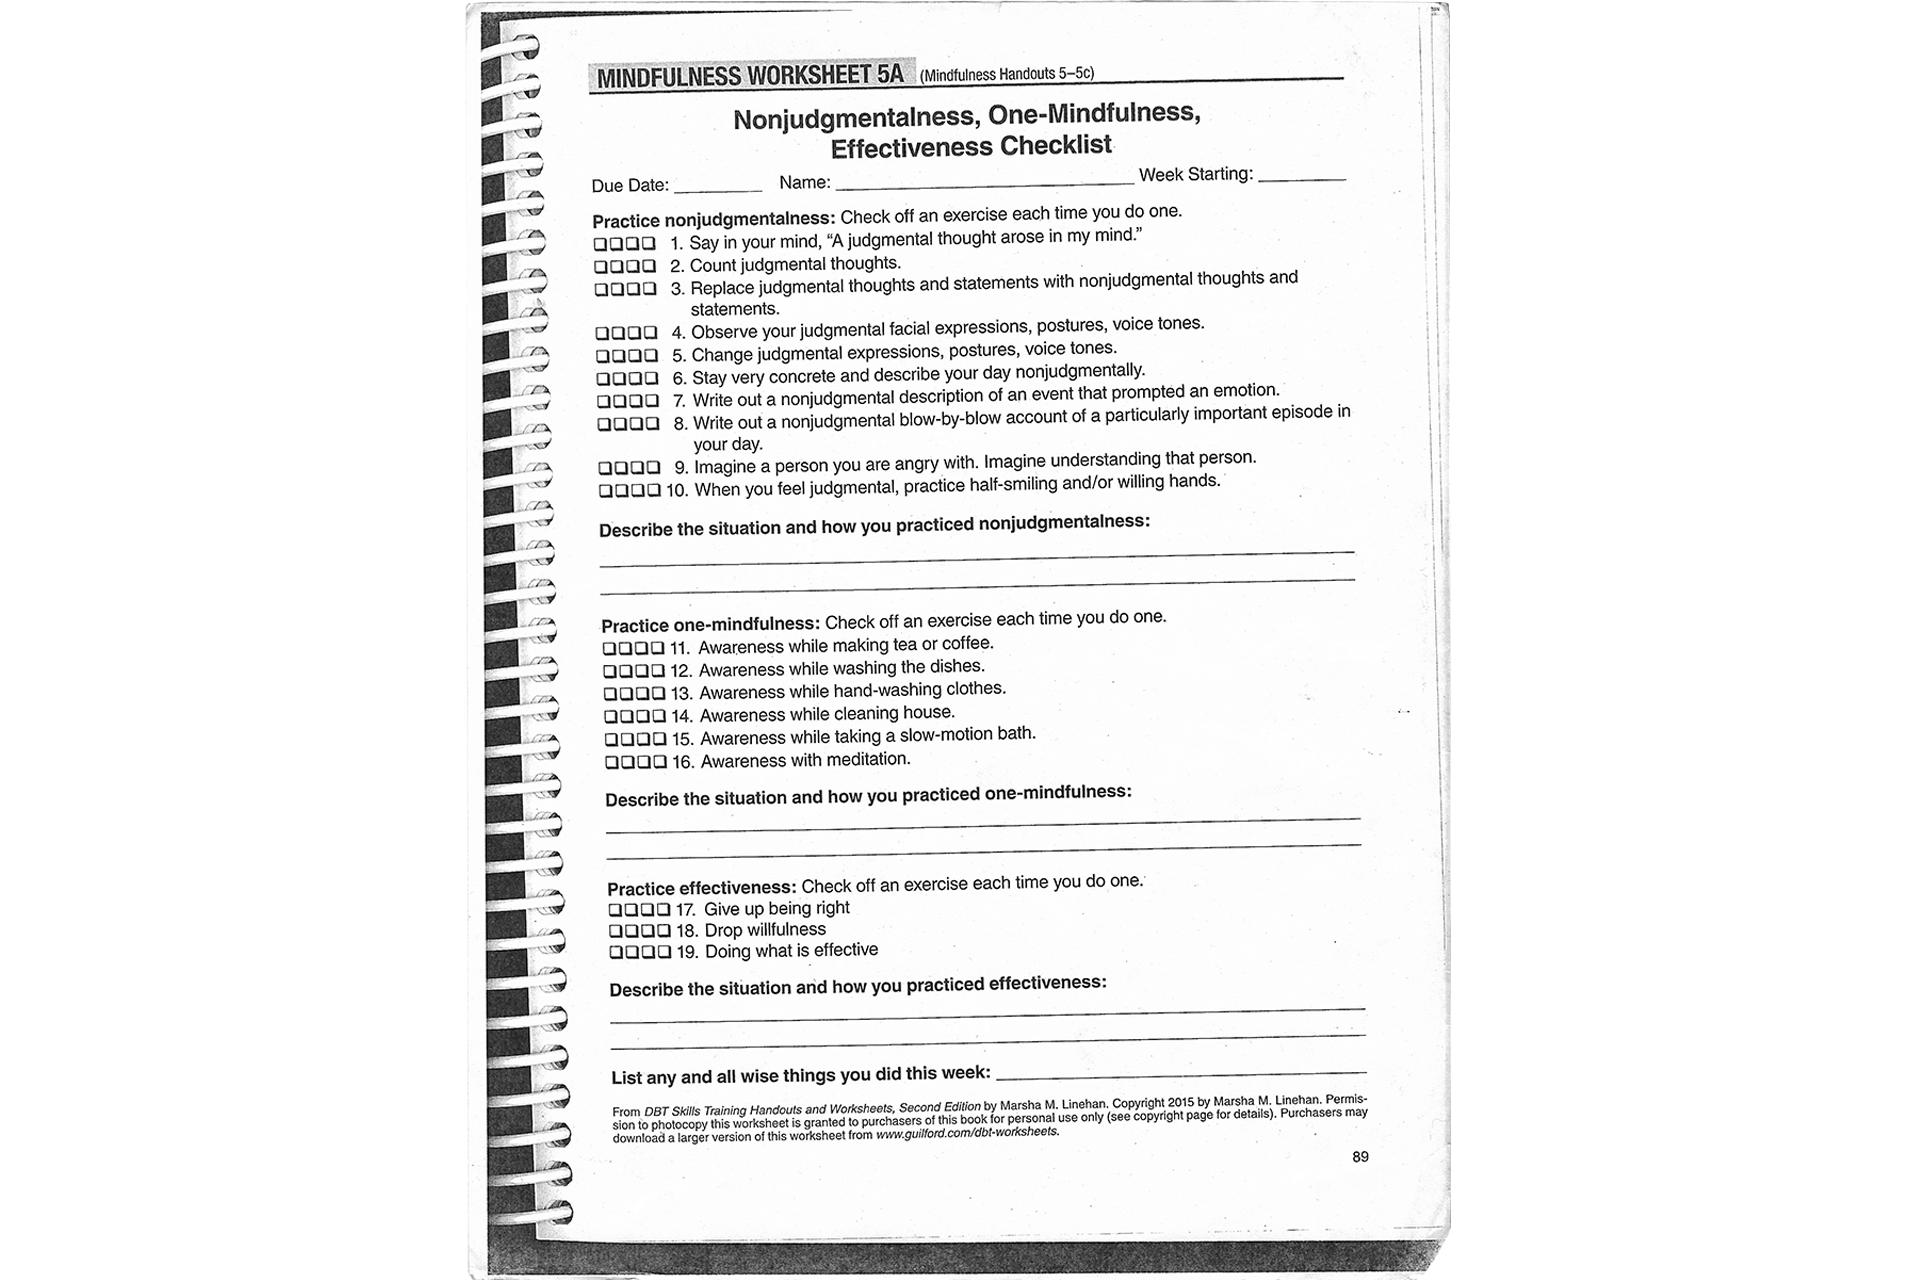 MINDFULNESS WORKSHEET 5A (Mindfulness Handouts 5–5c)
Nonjudgmentalness, One-Mindfulness,
Effectiveness Checklist
Due Date: ________ Name: ________ Week Starting: ________
Practice nonjudgmentalness: Check off an exercise each time you do one.
❑❑❑❑ 1. Say in your mind, “A judgmental thought arose in my mind.”
❑❑❑❑ 2. Count judgmental thoughts.
❑❑❑❑ 3. Replace judgmental thoughts and statements with nonjudgmental thoughts and
statements.
❑❑❑❑ 4. Observe your judgmental facial expressions, postures, voice tones.
❑❑❑❑ 5. Change judgmental expressions, postures, voice tones.
❑❑❑❑ 6. Stay very concrete and describe your day nonjudgmentally.
❑❑❑❑ 7. Write out a nonjudgmental description of an event that prompted an emotion.
❑❑❑❑ 8. Write out a nonjudgmental blow-by-blow account of a particularly important episode in
your day.
❑❑❑❑ 9. Imagine a person you are angry with. Imagine understanding that person.
❑❑❑❑ 10. When you feel judgmental, practice half-smiling and/or willing hands.
Describe the situation and how you practiced nonjudgmentalness:
Practice one-mindfulness: Check off an exercise each time you do one.
❑❑❑❑ 11. Awareness while making tea or coffee.
❑❑❑❑ 12. Awareness while washing the dishes.
❑❑❑❑ 13. Awareness while hand-washing clothes.
❑❑❑❑ 14. Awareness while cleaning house.
❑❑❑❑ 15. Awareness while taking a slow-motion bath.
❑❑❑❑ 16. Awareness with meditation.
Describe the situation and how you practiced one-mindfulness:
Practice effectiveness: Check off an exercise each time you do one.
❑❑❑❑ 17. Give up being right
❑❑❑❑ 18. Drop willfulness
❑❑❑❑ 19. Doing what is effective
Describe the situation and how you practiced effectiveness:
List any and all wise things you did this week: ________
From DBT Skills Training Handouts and Worksheets, Second Edition by Marsha M. Linehan. Copyright 2015 by Marsha M. Linehan. Permis-
sion to photocopy this worksheet is granted to purchasers of this book for personal use only (see copyright page for details). Purchasers may
download a larger version of this worksheet from www.guilford.com/dbt-worksheets.
89